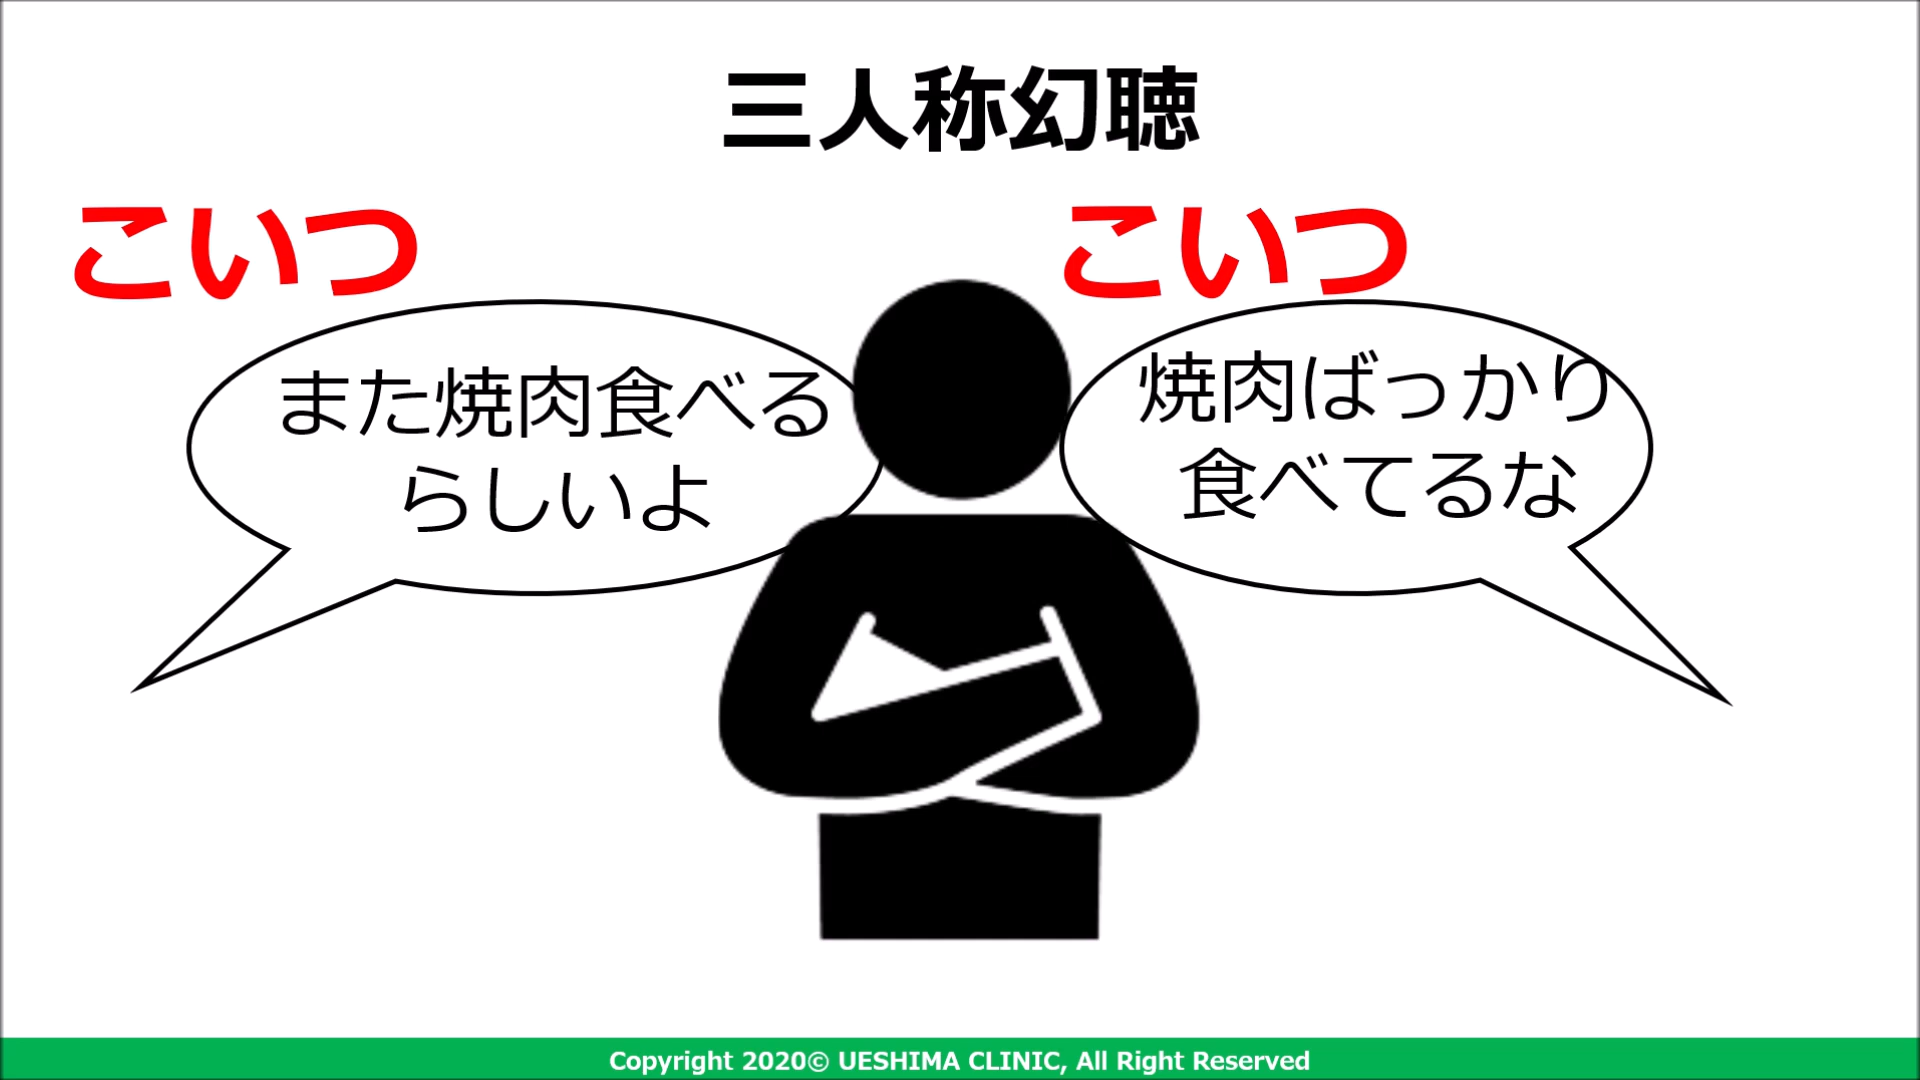 三人称幻聴
こいつ
また焼肉食べる
らしいよ
こいつ
焼肉ばっかり
食べてるな
Copyright 2020© UESHIMA CLINIC, All Right Reserved